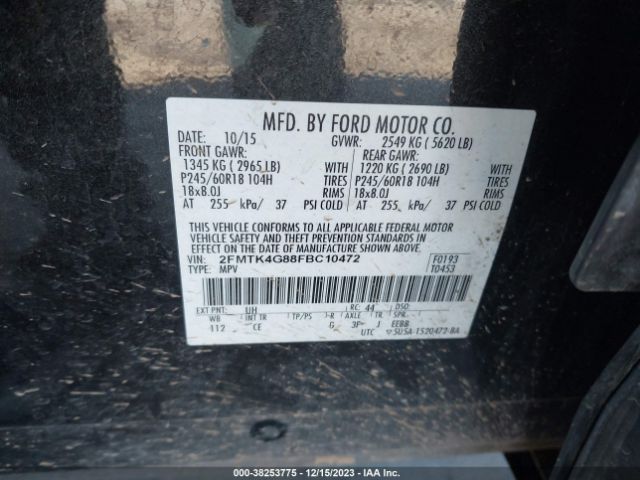 MFD. BY FORD MOTOR CO.
DATE: 10/15 GVWR: 2549 KG ( 5620 LB)
FRONT GAWR: REAR GAWR:
1345 KG ( 2965 LB) WITH 1220 KG ( 2690 LB) WITH
P245/60R18 104H TIRES P245/60R18 104H TIRES
18x8.0J RIMS 18x8.0J RIMS
AT 255 kPa/ 37 PSI COLD AT 255 kPa/ 37 PSI COLD
THIS VEHICLE CONFORMS TO ALL APPLICABLE FEDERAL MOTOR
VEHICLE SAFETY AND THEFT PREVENTION STANDARDS IN
EFFECT ON THE DATE OF MANUFACTURE SHOWN ABOVE.
VIN: 2FMTK4G88FBC10472 F0193
TYPE: MPV T0453
EXT PNT: UH RC: 44 DSO:
WB INT TR TP/PS R AXLE TR SPR
112 CE G 3P J EEBB
UTC 5U5A-1520472-BA
000-38253775 - 12/15/2023 - IAA Inc.